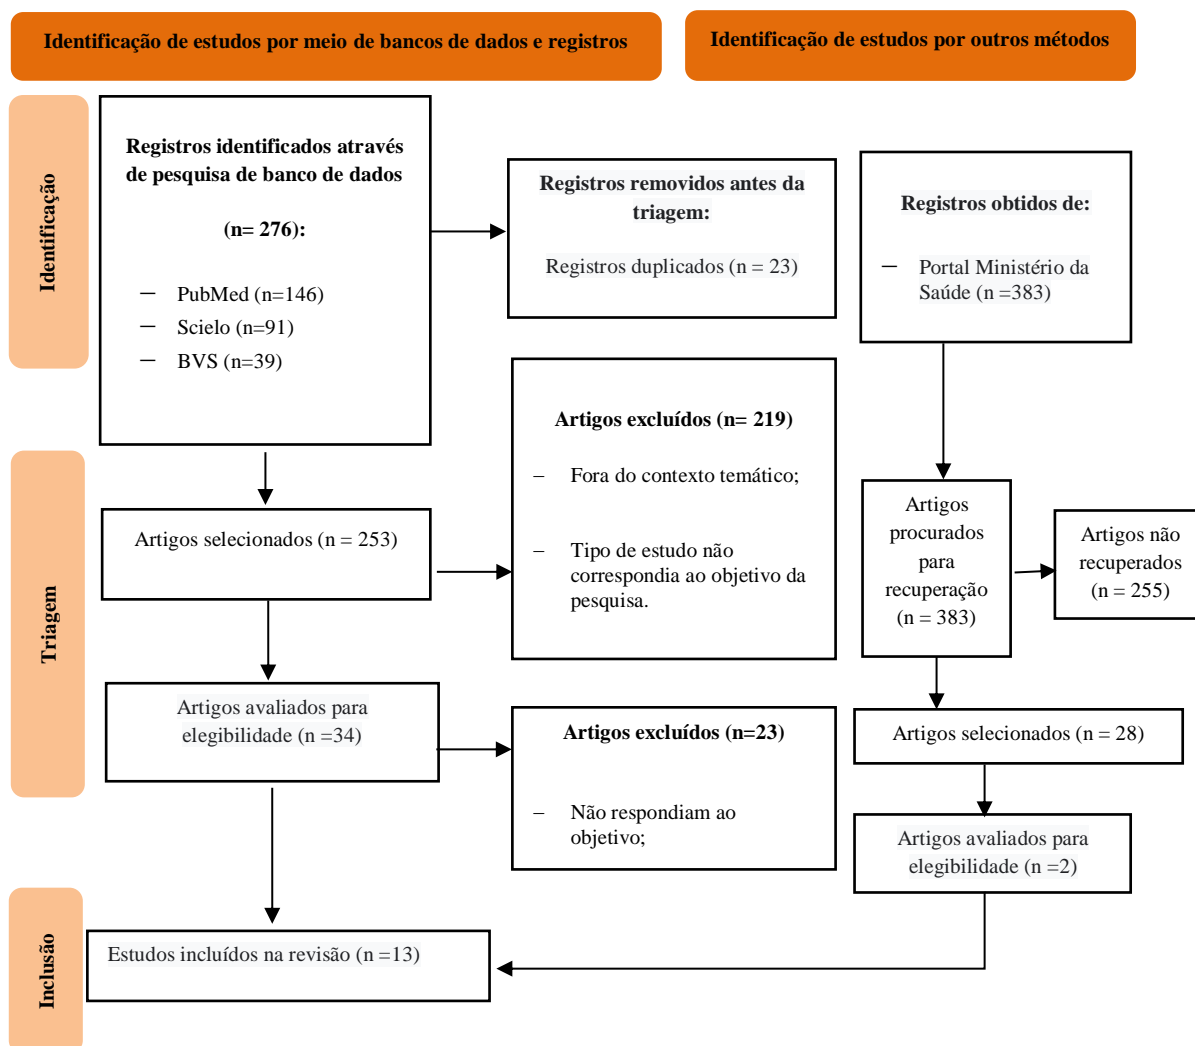 Identificação de estudos por meio de bancos de dados e registros
Identificação de estudos por outros métodos
Identificação
Registros identificados através
de pesquisa de banco de dados
(n= 276):
— PubMed (n=146)
— Scielo (n=91)
— BVS (n=39)
Registros removidos antes da
triagem:
Registros duplicados (n = 23)
Registros obtidos de:
— Portal Ministério da
Saúde (n =383)
Triagem
Artigos selecionados (n = 253)
Artigos excluídos (n= 219)
– Fora do contexto temático;
– Tipo de estudo não
correspondia ao objetivo da
pesquisa.
Artigos
procurados
para
recuperação
(n = 383)
Artigos não
recuperados
(n = 255)
Artigos avaliados para
elegibilidade (n =34)
Artigos excluídos (n=23)
– Não respondiam ao
objetivo;
Artigos selecionados (n = 28)
Artigos avaliados para
elegibilidade (n =2)
Inclusão
Estudos incluídos na revisão (n =13)